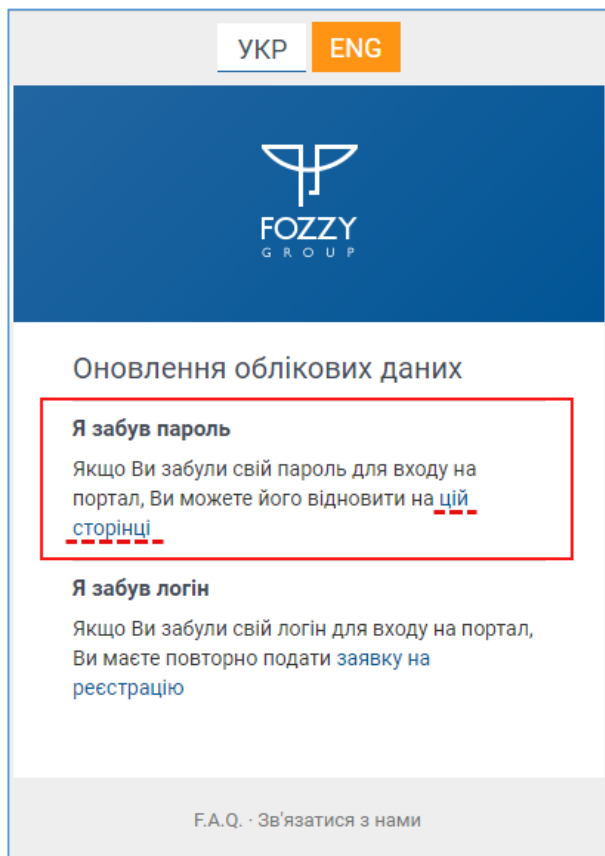 УКР ENG
FOZZY
GROUP
Оновлення облікових даних
Я забув пароль
Якщо Ви забули свій пароль для входу на
портал, Ви можете його відновити на цій
сторінці
Я забув логін
Якщо Ви забули свій логін для входу на портал,
Ви маєте повторно подати заявку на
реєстрацію
F.A.Q. · Зв'язатися з нами